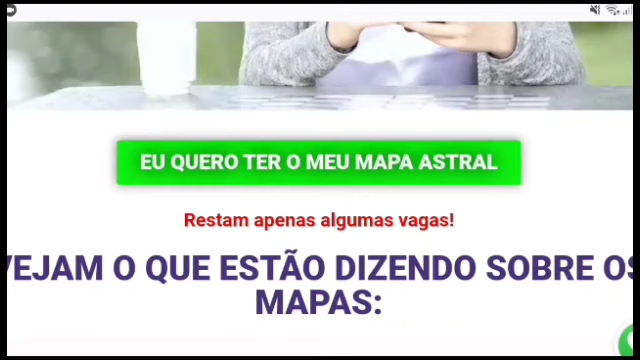 EU QUERO TER O MEU MAPA ASTRAL
Restam apenas algumas vagas!
VEJAM O QUE ESTÃO DIZENDO SOBRE OS
MAPAS: